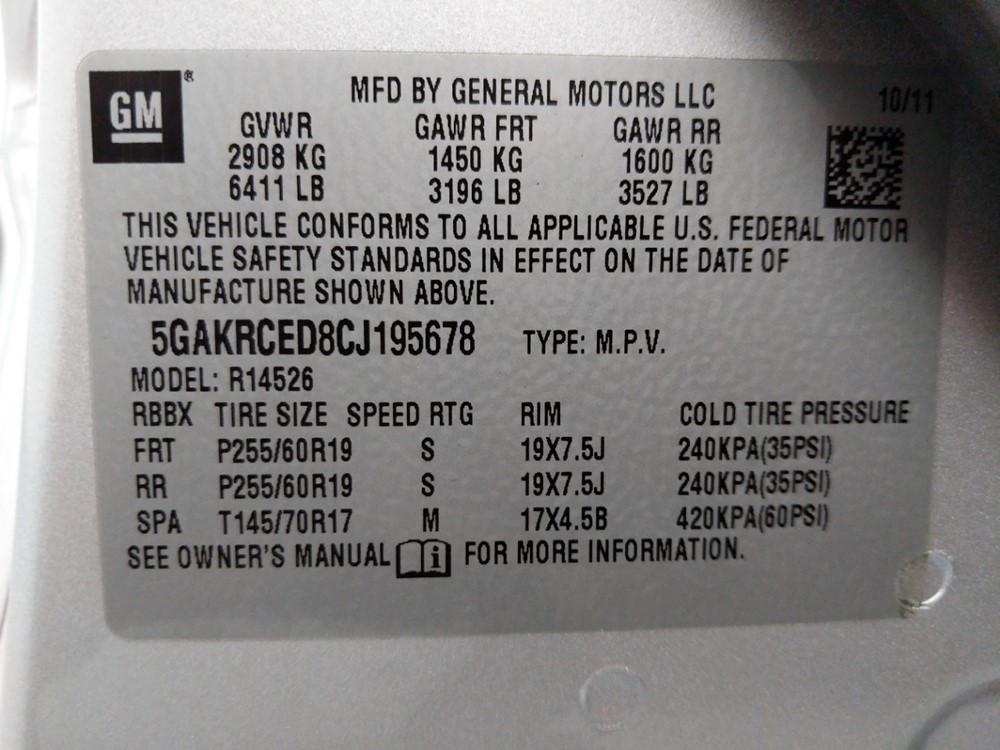 GM®
MFD BY GENERAL MOTORS LLC 10/11
GVWR GAWR FRT GAWR RR
2908 KG 1450 KG 1600 KG
6411 LB 3196 LB 3527 LB
THIS VEHICLE CONFORMS TO ALL APPLICABLE U.S. FEDERAL MOTOR
VEHICLE SAFETY STANDARDS IN EFFECT ON THE DATE OF
MANUFACTURE SHOWN ABOVE.
5GAKRCED8CJ195678 TYPE: M.P.V.
MODEL: R14526
RBBX TIRE SIZE SPEED RTG RIM COLD TIRE PRESSURE
FRT P255/60R19 S 19X7.5J 240KPA(35PSI)
RR P255/60R19 S 19X7.5J 240KPA(35PSI)
SPA T145/70R17 M 17X4.5B 420KPA(60PSI)
SEE OWNER'S MANUAL i FOR MORE INFORMATION.